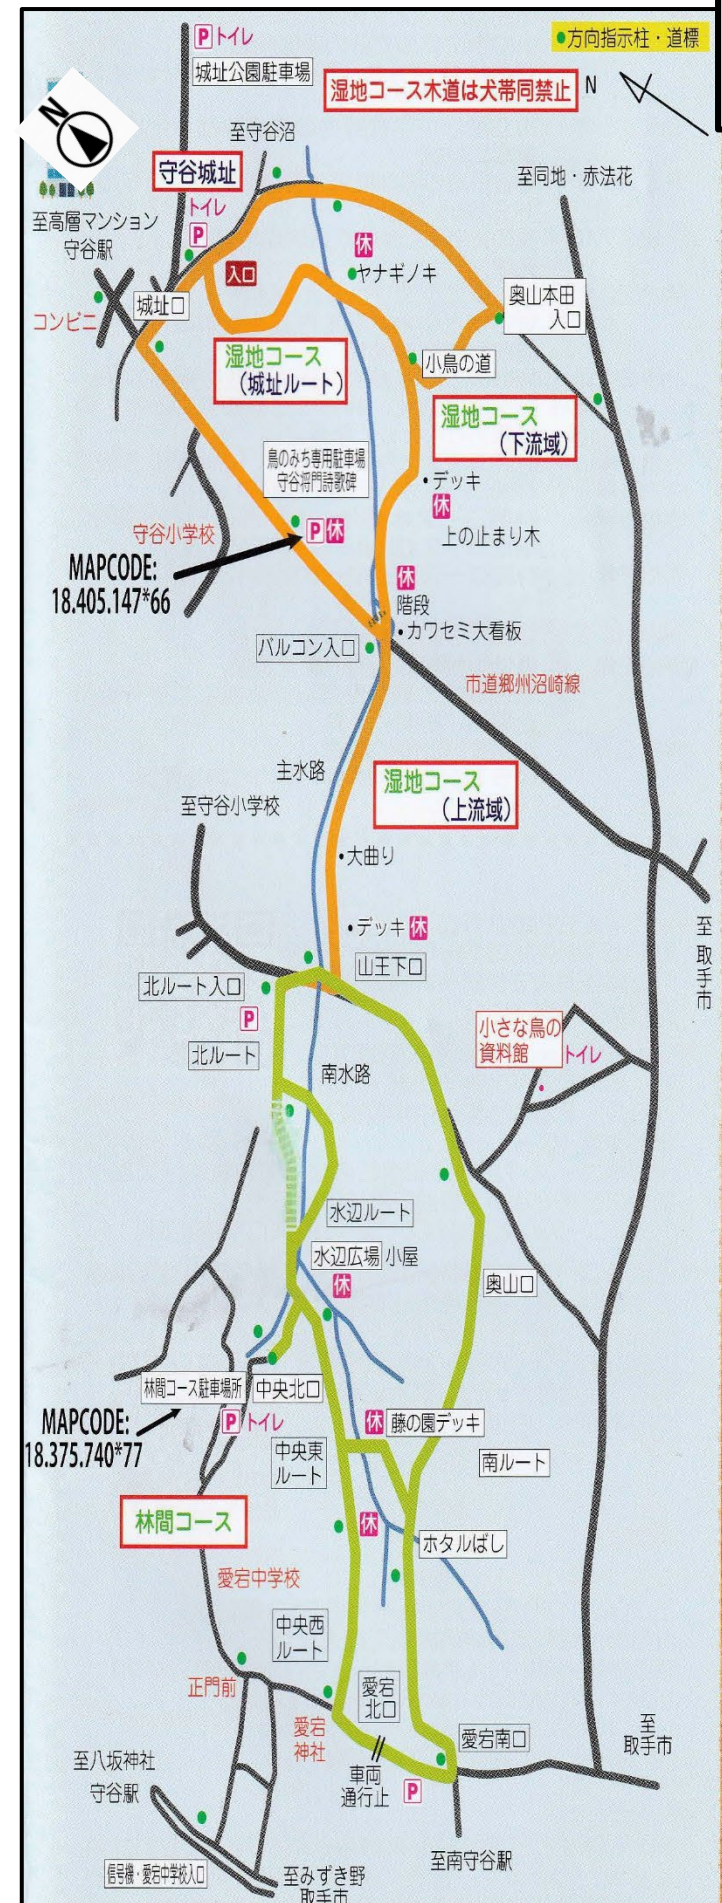 P トイレ
城址公園駐車場
●方向指示柱・道標
湿地コース木道は犬帯同禁止
N
N
至守谷沼
守谷城址
トイレ
P
至同地・赤法花
至高層マンション
守谷駅
休
入口
ヤナギノキ
コンビニ
城址口
奥山本田
入口
湿地コース
(城址ルート)
小鳥の道
湿地コース
(下流域)
鳥のみち専用駐車場
守谷将門詩歌碑
・デッキ
休
上の止まり木
守谷小学校
P 休
MAPCODE:
18.405.147*66
休
階段
・カワセミ大看板
バルコン入口
市道郷州沼崎線
主水路
湿地コース
(上流域)
至守谷小学校
・大曲り
・デッキ 休
至
取
手
市
山王下口
北ルート入口
P
北ルート
小さな鳥の
資料館
トイレ
南水路
水辺ルート
水辺広場 小屋
休
奥山口
林間コース駐車場所
中央北口
MAPCODE:
18.375.740*77
P トイレ
休 藤の園デッキ
中央東
ルート
南ルート
林間コース
休
ホタルばし
愛宕中学校
中央西
ルート
正門前
愛宕
北口
愛宕
神社
愛宕南口
至
取手市
車両
通行止
P
至八坂神社
守谷駅
至南守谷駅
信号機・愛宕中学校入口
至みずき野
取手市